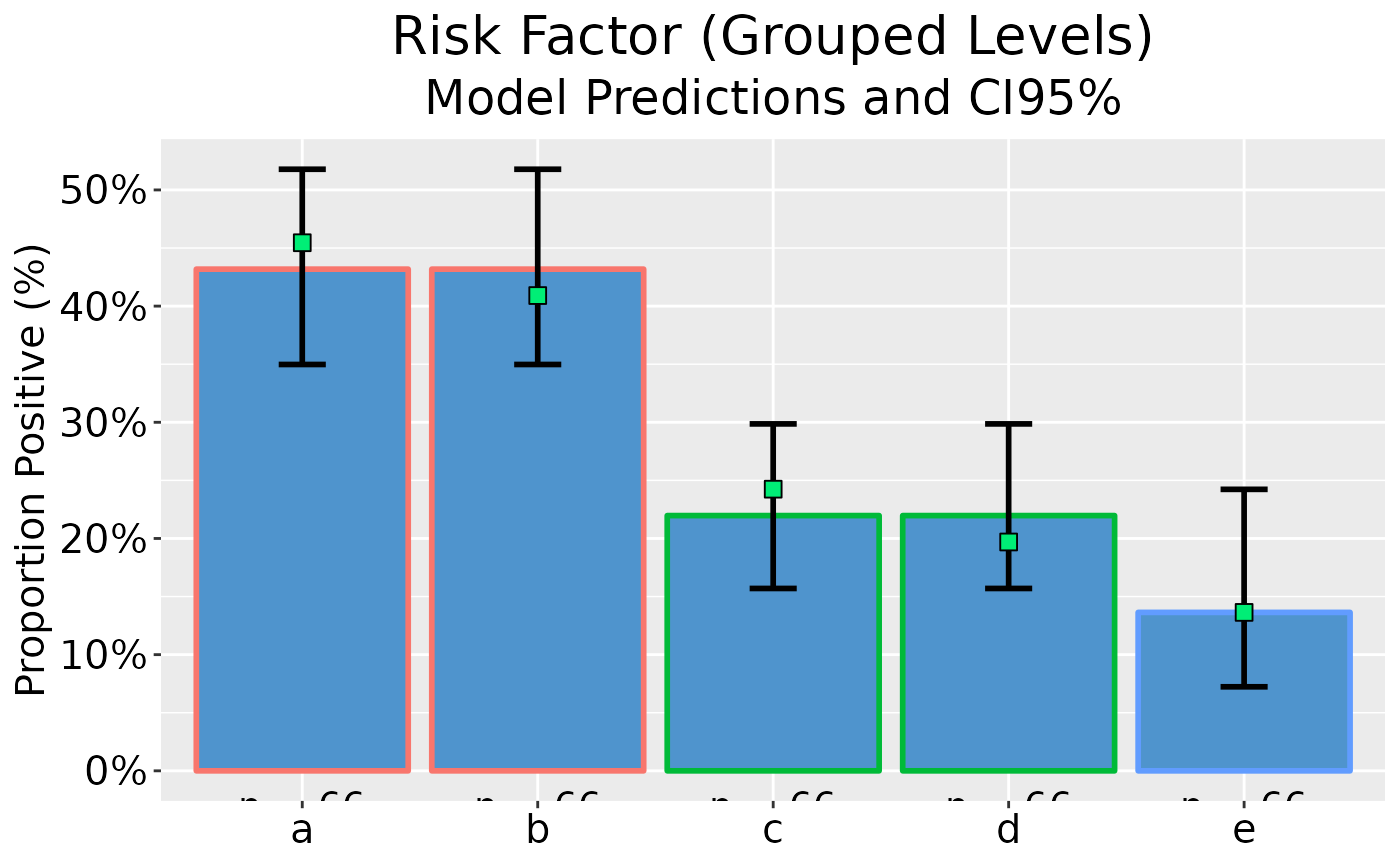 Risk Factor (Grouped Levels)
Model Predictions and CI95%
Proportion Positive (%)
50%
40%
30%
20%
10%
0%
a b c d e